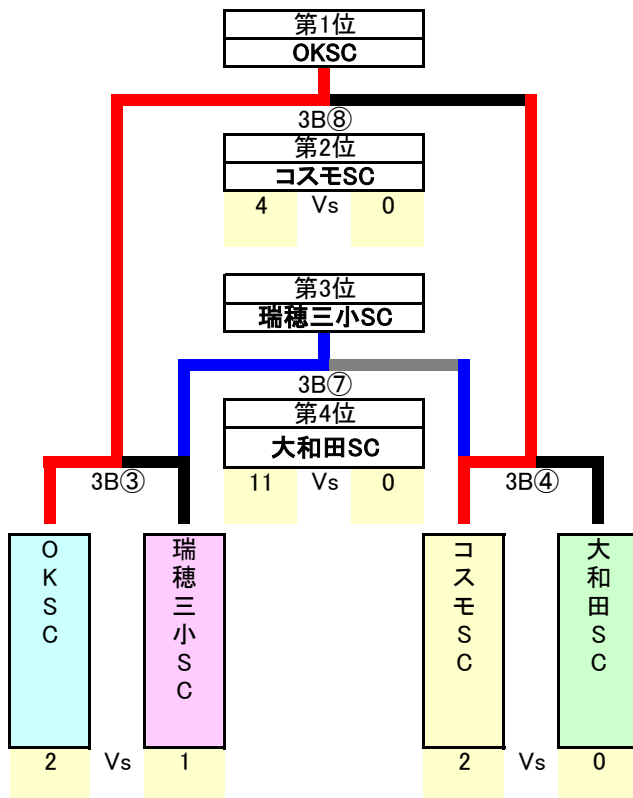 第1位
OKSC
3B⑧
第2位
コスモSC
4 Vs 0
第3位
瑞穂三小SC
3B⑦
第4位
大和田SC
3B③
11 Vs 0
3B④
OKSC
瑞穂三小SC
コスモSC
大和田SC
2 Vs 1
2 Vs 0